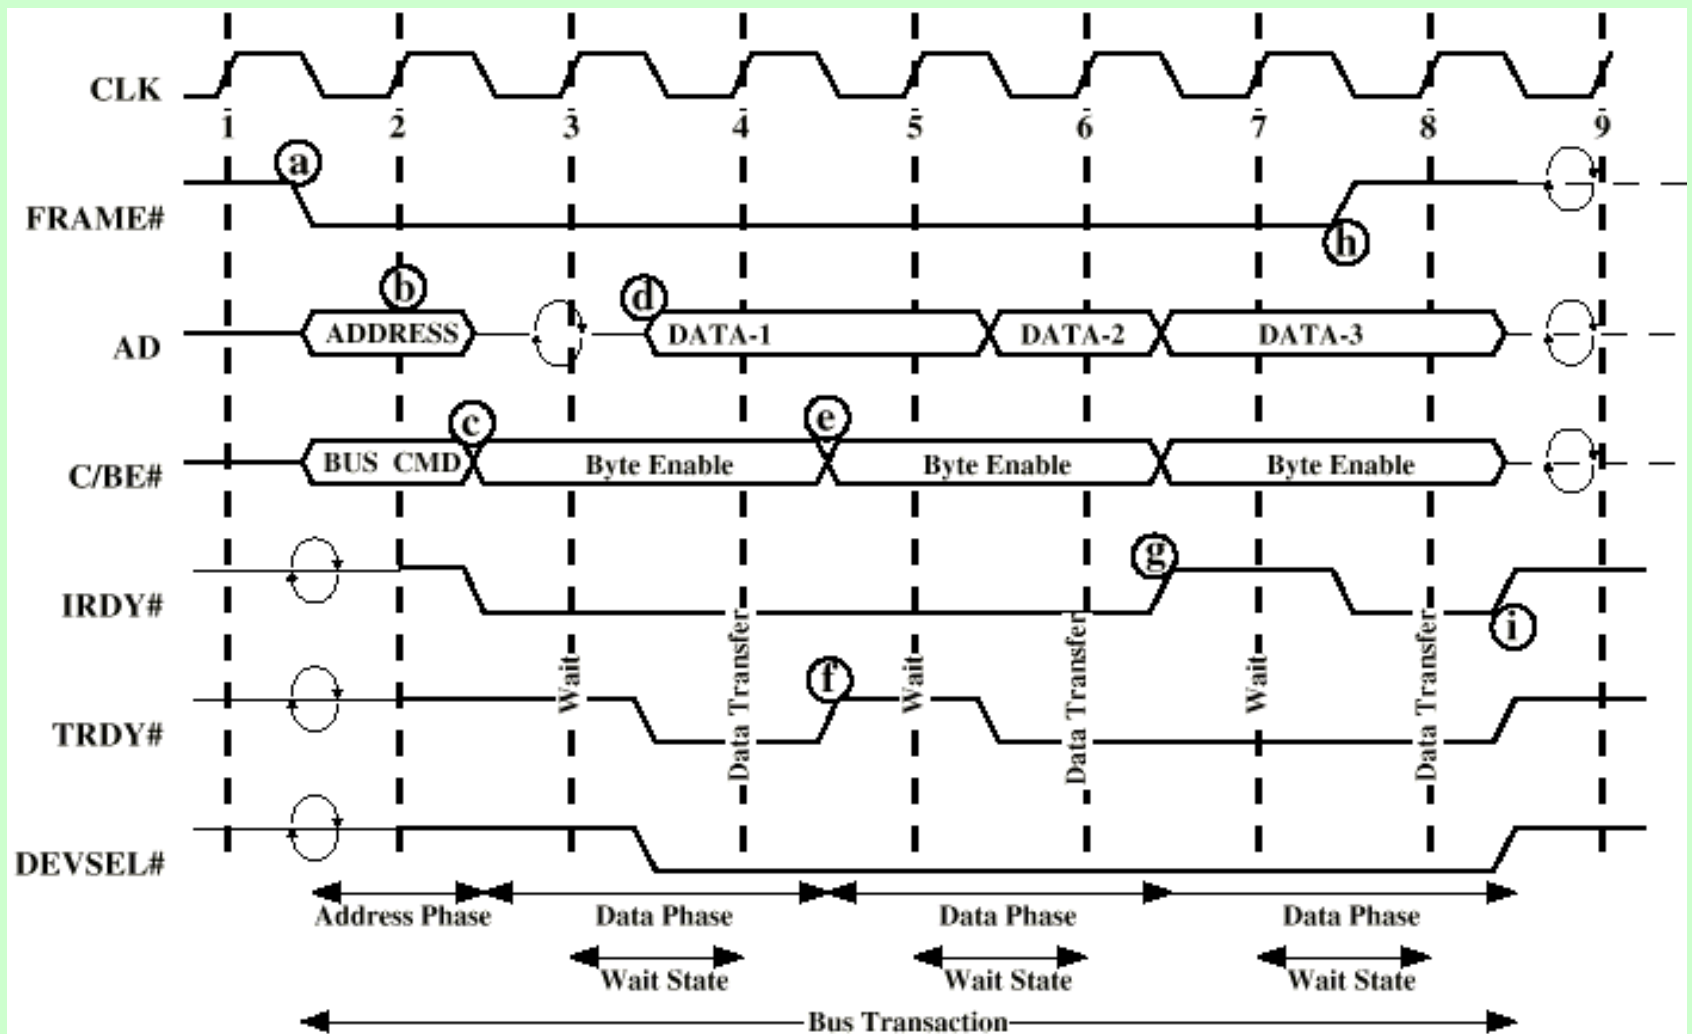 CLK
1 2 3 4 5 6 7 8 9
a
FRAME#
h
b
d
AD
ADDRESS DATA-1 DATA-2 DATA-3
c
e
C/BE#
BUS CMD Byte Enable Byte Enable Byte Enable
g
IRDY#
i
Wait Data Transfer Wait Data Transfer Wait Data Transfer
f
TRDY#
DEVSEL#
Address Phase Data Phase Data Phase Data Phase
Wait State Wait State Wait State
Bus Transaction